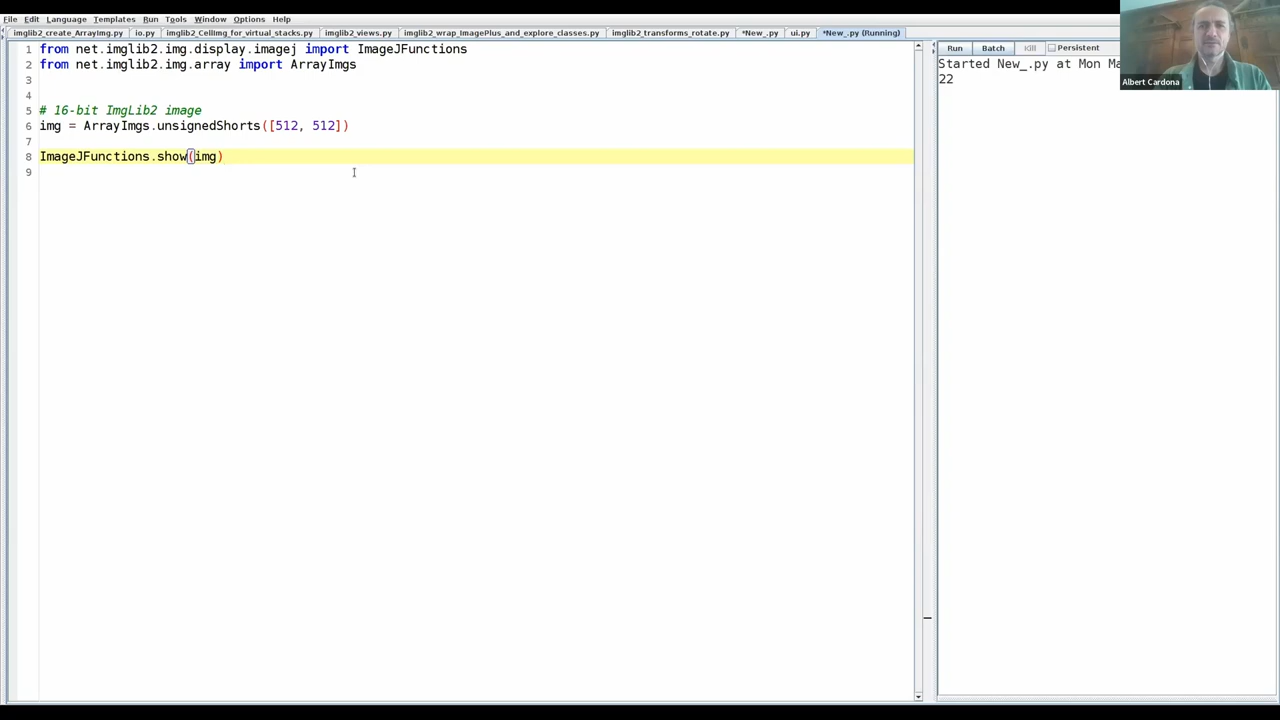 File Edit Language Templates Run Tools Window Options Help
imglib2_create_ArrayImg.py io.py imglib2_CellImg_for_virtual_stacks.py imglib2_views.py imglib2_wrap_ImagePlus_and_explore_classes.py imglib2_transforms_rotate.py *New_.py ui.py *New_.py (Running)
Run Batch Kill Persistent
1 from net.imglib2.img.display.imagej import ImageJFunctions
2 from net.imglib2.img.array import ArrayImgs
3
4
5 # 16-bit ImgLib2 image
6 img = ArrayImgs.unsignedShorts([512, 512])
7
8 ImageJFunctions.show(img)
9
Started New_.py at Mon Ma
22
Albert Cardona